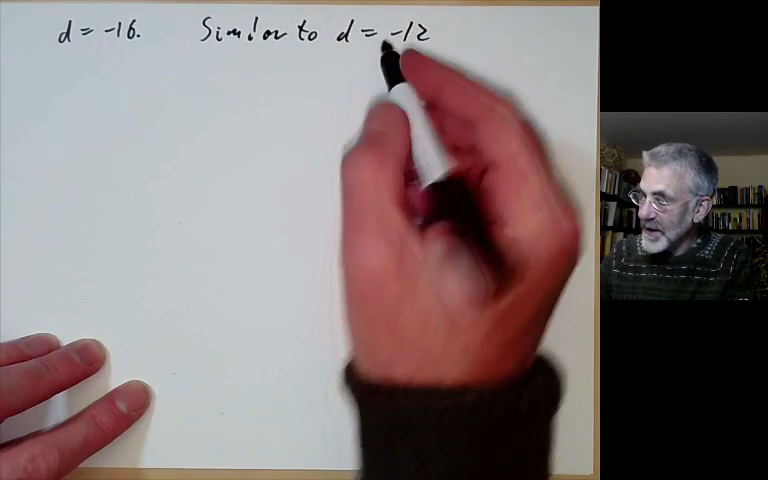 d = -16. Similar to d = -12